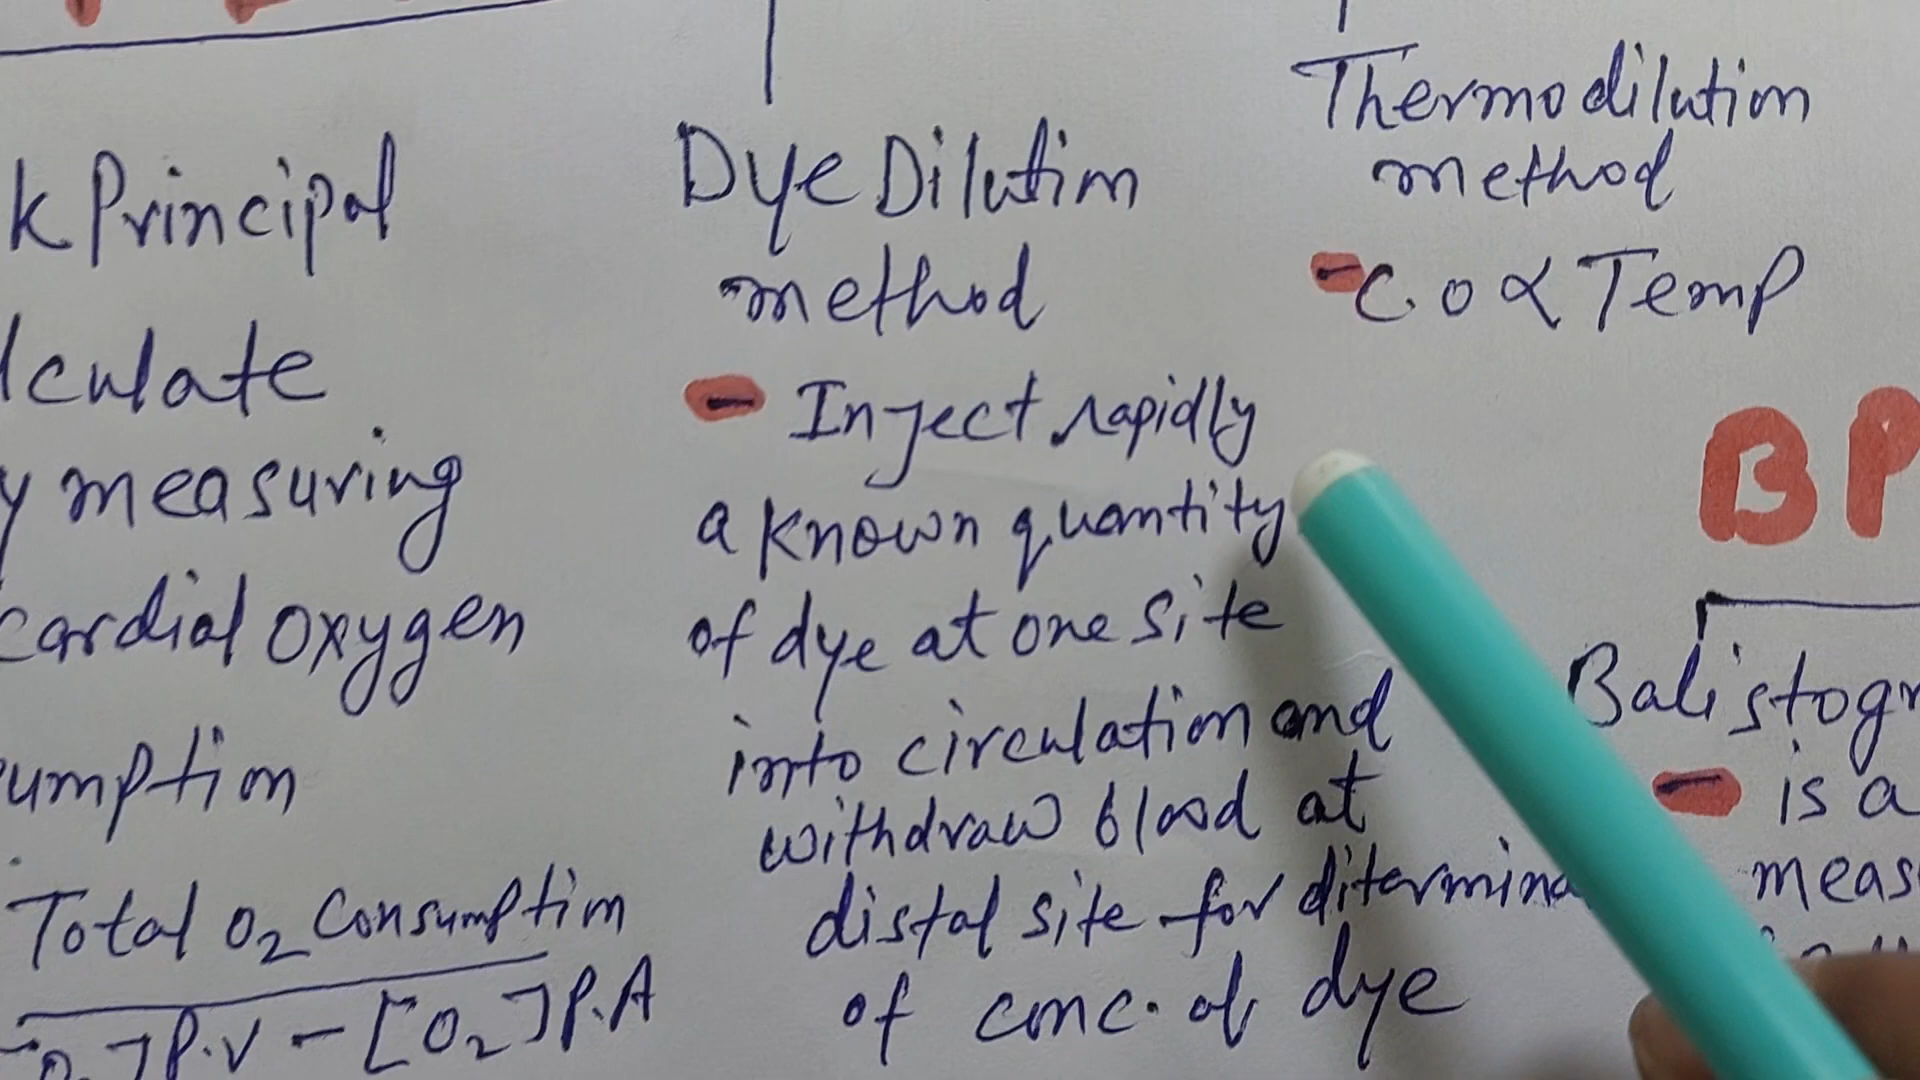 k Principal
lculate
y measuring
cardial oxygen
umption
Total O2 Consumption
O2]P.V - [O2]P.A
Dye Dilution
method
- Inject rapidly
a known quantity
of dye at one site
into circulation and
withdraw blood at
distal site for ditermina
of conc. of dye
Thermodilution
method
- C.O ∝ Temp
BP
Balistogr
- is a
meas